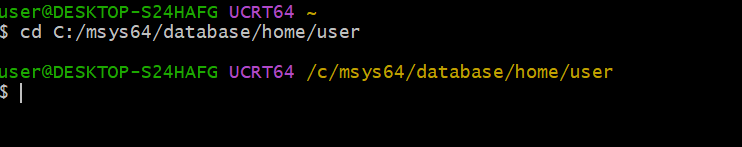 user@DESKTOP-S24HAFG UCRT64 ~
$ cd C:/msys64/database/home/user
user@DESKTOP-S24HAFG UCRT64 /c/msys64/database/home/user
$